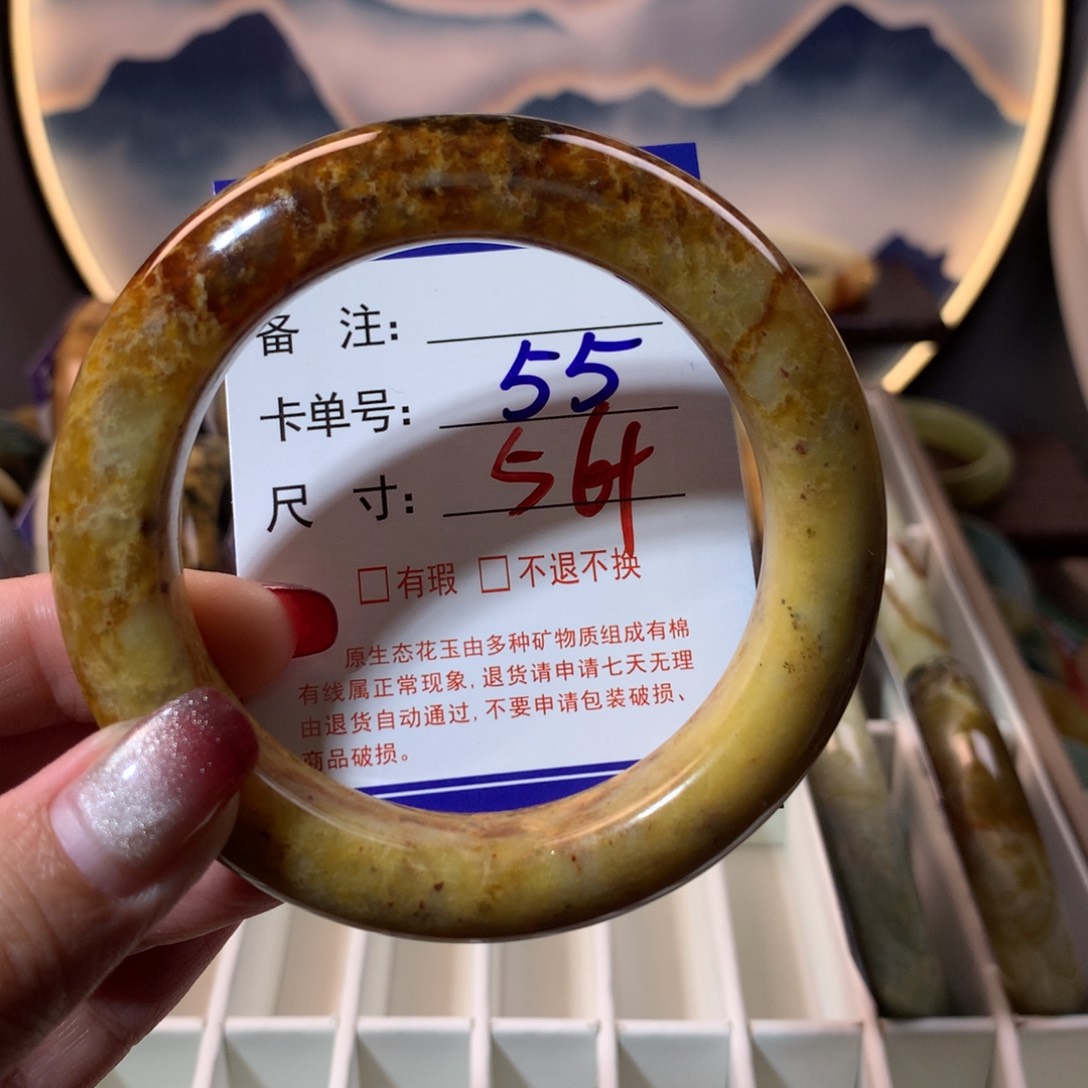 备 注:
卡单号: 55
尺 寸: 564
□有瑕 □不退不换
原生态花玉由多种矿物质组成有棉
有线属正常现象,退货请申请七天无理
由退货自动通过,不要申请包装破损、
商品破损。